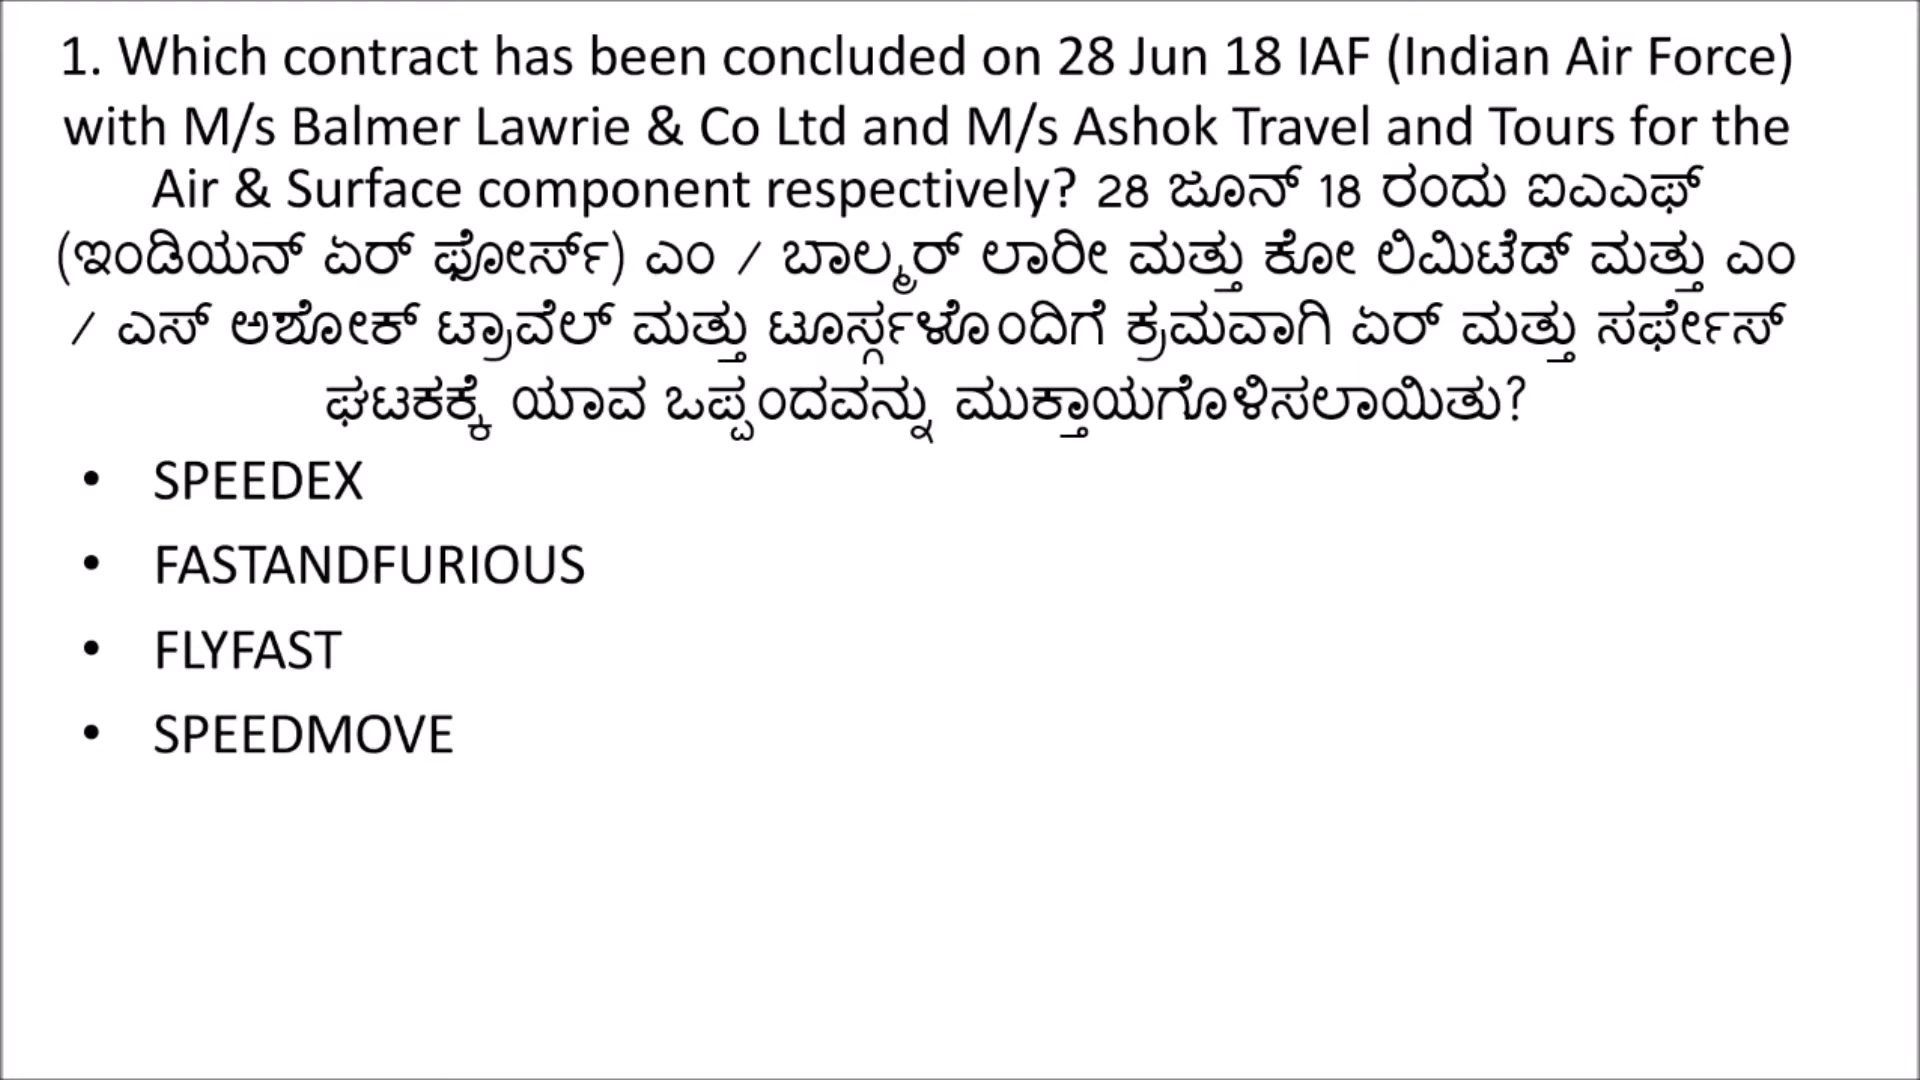 1. Which contract has been concluded on 28 Jun 18 IAF (Indian Air Force)
with M/s Balmer Lawrie & Co Ltd and M/s Ashok Travel and Tours for the
Air & Surface component respectively? 28 ಜೂನ್ 18 ರಂದು ಐಎಎಫ್
(ಇಂಡಿಯನ್ ಏರ್ ಫೋರ್ಸ್) ಎಂ / ಬಾಲ್ಮರ್ ಲಾರೀ ಮತ್ತು ಕೋ ಲಿಮಿಟೆಡ್ ಮತ್ತು ಎಂ
/ ಎಸ್ ಅಶೋಕ್ ಟ್ರಾವೆಲ್ ಮತ್ತು ಟೂರ್ಸ್ಗಳೊಂದಿಗೆ ಕ್ರಮವಾಗಿ ಏರ್ ಮತ್ತು ಸರ್ಫೇಸ್
ಘಟಕಕ್ಕೆ ಯಾವ ಒಪ್ಪಂದವನ್ನು ಮುಕ್ತಾಯಗೊಳಿಸಲಾಯಿತು?
• SPEEDEX
• FASTANDFURIOUS
• FLYFAST
• SPEEDMOVE